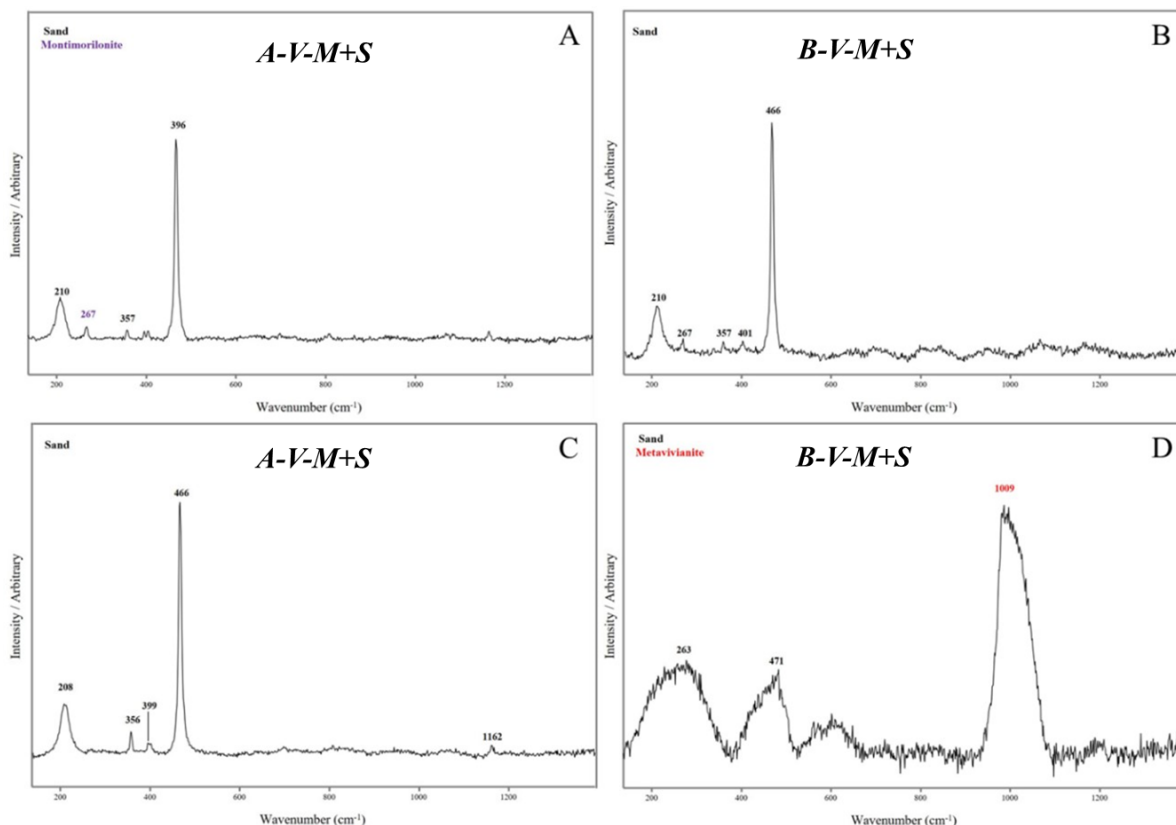 Sand
Montimorilonite
A-V-M+S
A
396
210
267
357
Intensity / Arbitrary
200 400 600 800 1000 1200
Wavenumber (cm⁻¹)
Sand
B-V-M+S
B
466
210
267
357
401
Intensity / Arbitrary
200 400 600 800 1000 1200
Wavenumber (cm⁻¹)
Sand
A-V-M+S
C
466
208
356
399
1162
Intensity / Arbitrary
200 400 600 800 1000 1200
Wavenumber (cm⁻¹)
Sand
Metavivianite
B-V-M+S
D
1009
263
471
Intensity / Arbitrary
200 400 600 800 1000 1200
Wavenumber (cm⁻¹)